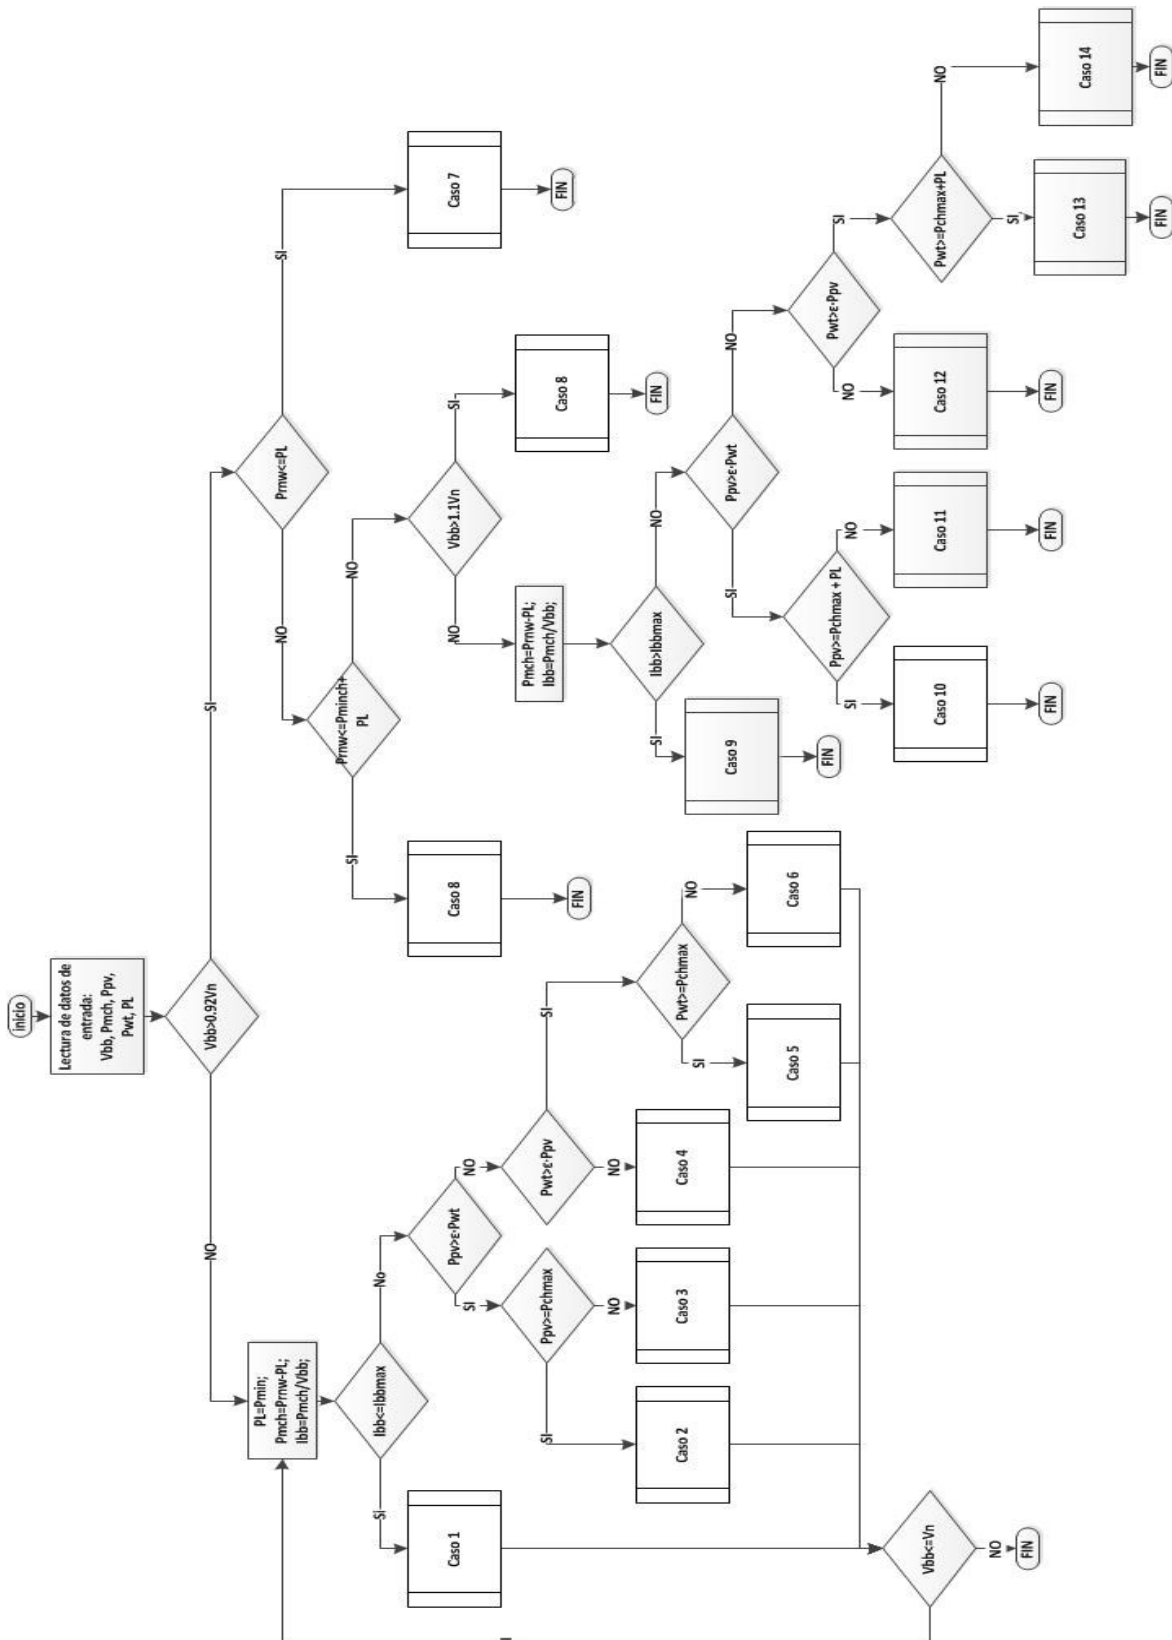 inicio
Lectura de datos de
entrada:
Vbb, Pmch, Ppv,
Pwt, PL
Vbb>0.92Vn
NO
SI
PL=Pmin;
Pmch=Prnw-PL;
Ibb=Pmch/Vbb;
Ibb<=Ibbmax
SI
No
Caso 1
Ppv>ε·Pwt
SI
NO
Ppv>=Pchmax
SI
NO
Caso 2
Caso 3
Pwt>ε·Ppv
NO
SI
Caso 4
Pwt>=Pchmax
SI
NO
Caso 5
Caso 6
Vbb<=Vn
NO
FIN
Prnw<=PL
NO
SI
Caso 7
FIN
Prnw<=Pminch+
PL
SI
NO
Caso 8
FIN
Vbb>1.1Vn
NO
SI
Caso 8
FIN
Pmch=Prnw-PL;
Ibb=Pmch/Vbb;
Ibb>Ibbmax
SI
NO
Caso 9
FIN
Ppv>ε·Pwt
SI
NO
Ppv>=Pchmax + PL
SI
NO
Caso 10
FIN
Caso 11
FIN
Pwt>ε·Ppv
NO
SI
Caso 12
FIN
Pwt>=Pchmax+PL
SI
NO
Caso 13
FIN
Caso 14
FIN